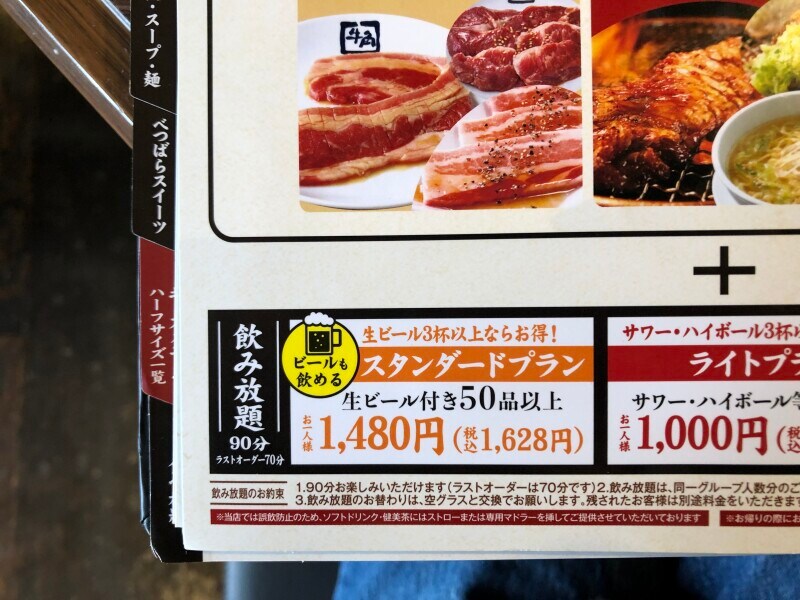 ・スープ・麺
べつばらスイーツ
ハーフサイズ一覧
牛角
+
飲み放題
90分
ラストオーダー70分
ビールも
飲める
生ビール3杯以上ならお得!
スタンダードプラン
生ビール付き50品以上
お一人様 1,480円(税込1,628円)
サワー・ハイボール3杯
ライトプ
サワー・ハイボール等
お一人様 1,000円(税込
飲み放題のお約束
1.90分お楽しみいただけます(ラストオーダーは70分です)2.飲み放題は、同一グループ人数分のご
3.飲み放題のお替わりは、空グラスと交換でお願いします。残されたお客様は別途料金をいただきます
※当店では誤飲防止のため、ソフトドリンク・健美茶にはストローまたは専用マドラーを挿してご提供させていただいております
※お帰りの際にお